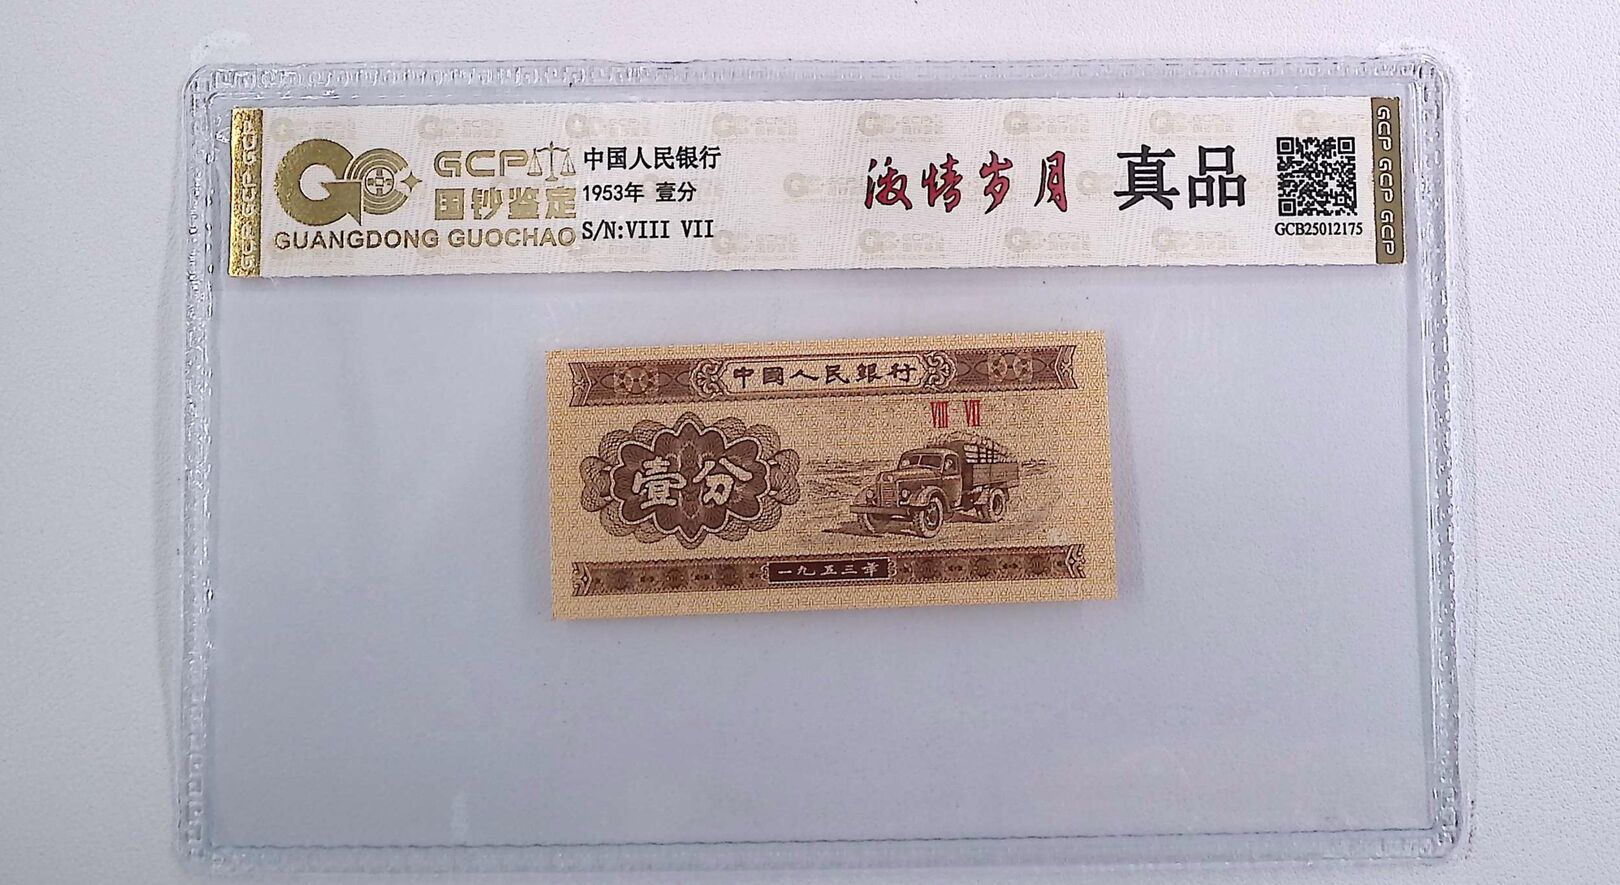 GCP
国钞鉴定
GUANGDONG GUOCHAO
中国人民银行
1953年 壹分
S/N:VIII VII
激情岁月
真品
GCB25012175
GCP GCP GCP
中國人民銀行
VIII VII
壹分
一九五三年